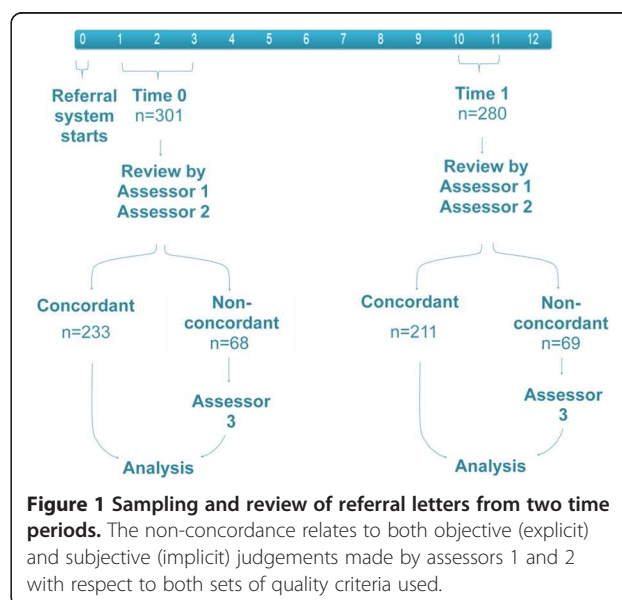 0 1 2 3 4 5 6 7 8 9 10 11 12
Referral
system
starts
Time 0
n=301
Time 1
n=280
Review by
Assessor 1
Assessor 2
Review by
Assessor 1
Assessor 2
Concordant
n=233
Non-
concordant
n=68
Concordant
n=211
Non-
concordant
n=69
Assessor
3
Assessor
3
Analysis
Analysis
Figure 1 Sampling and review of referral letters from two time
periods. The non-concordance relates to both objective (explicit)
and subjective (implicit) judgements made by assessors 1 and 2
with respect to both sets of quality criteria used.